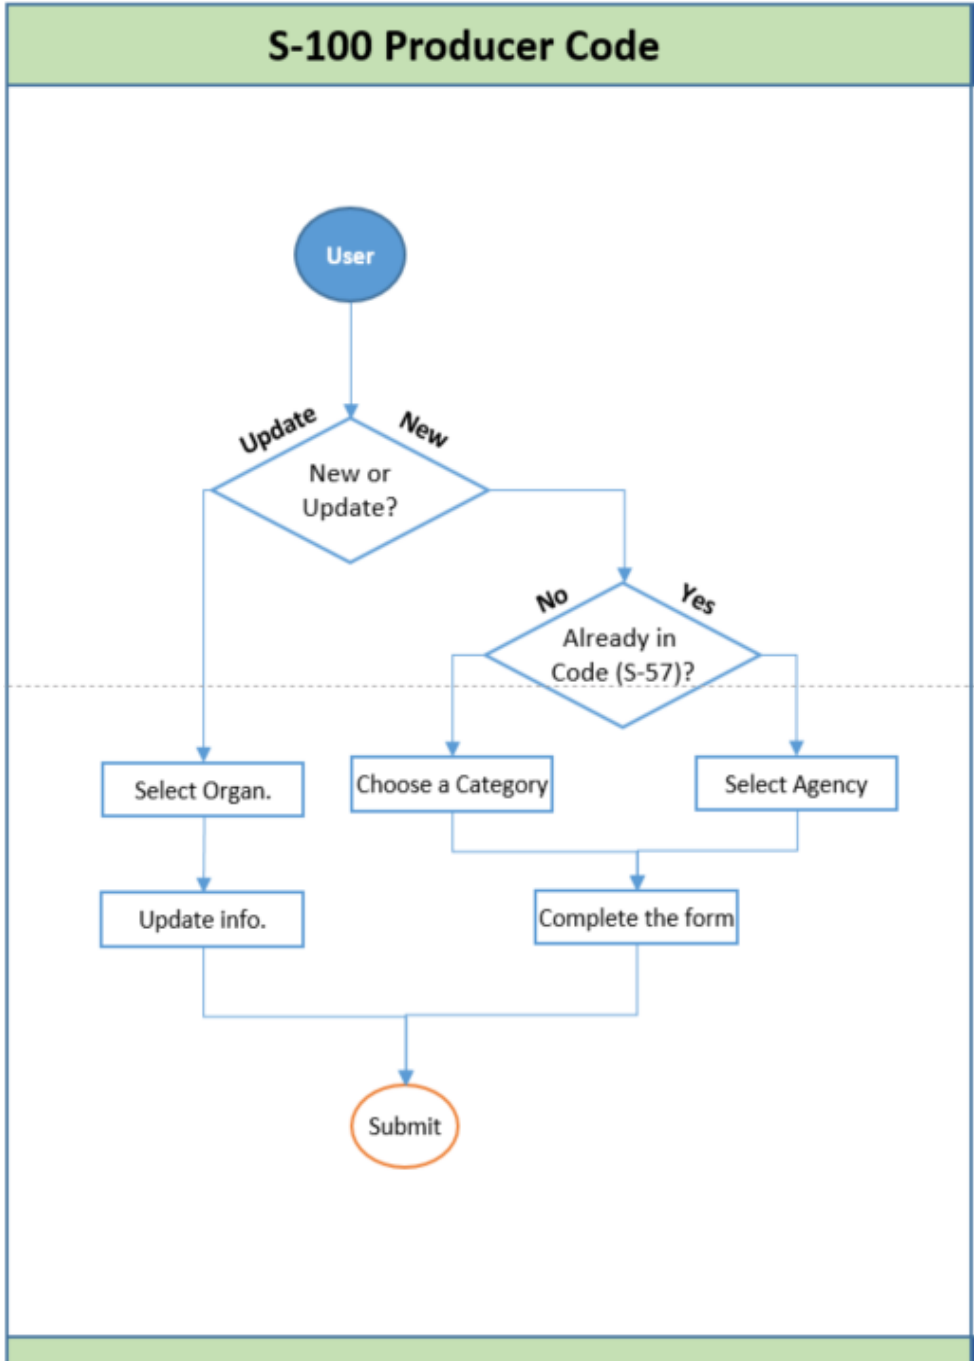 S-100 Producer Code
User
Update
New
New or
Update?
No
Yes
Already in
Code (S-57)?
Select Organ.
Choose a Category
Select Agency
Update info.
Complete the form
Submit